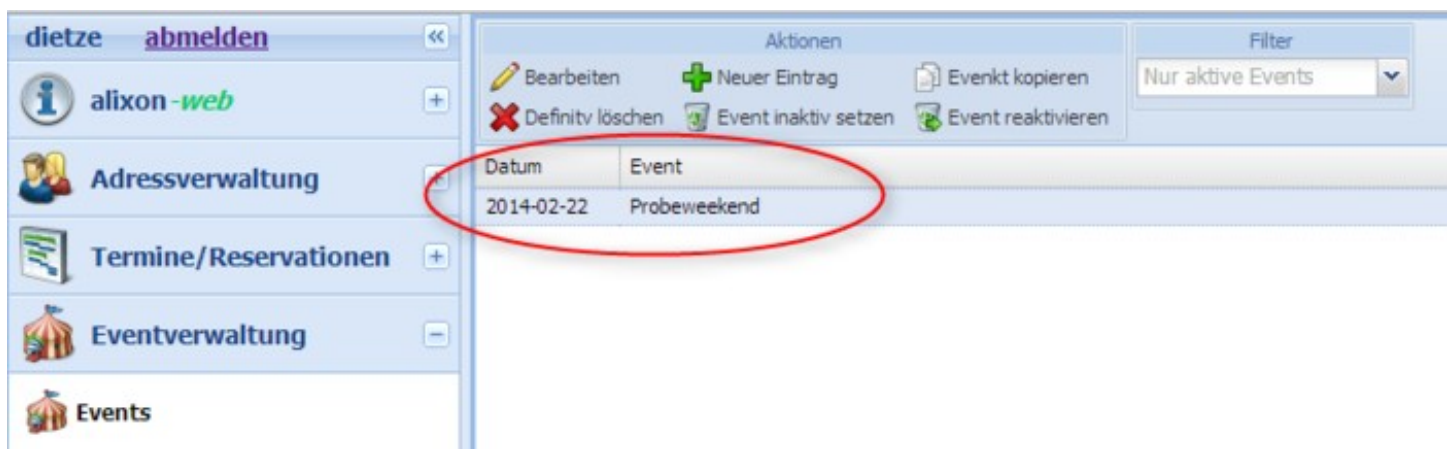 dietze abmelden
alixon-web
Adressverwaltung
Termine/Reservationen
Eventverwaltung
Events
Aktionen
Bearbeiten Neuer Eintrag Evenkt kopieren
Definitv löschen Event inaktiv setzen Event reaktivieren
Filter
Nur aktive Events
Datum Event
2014-02-22 Probeweekend